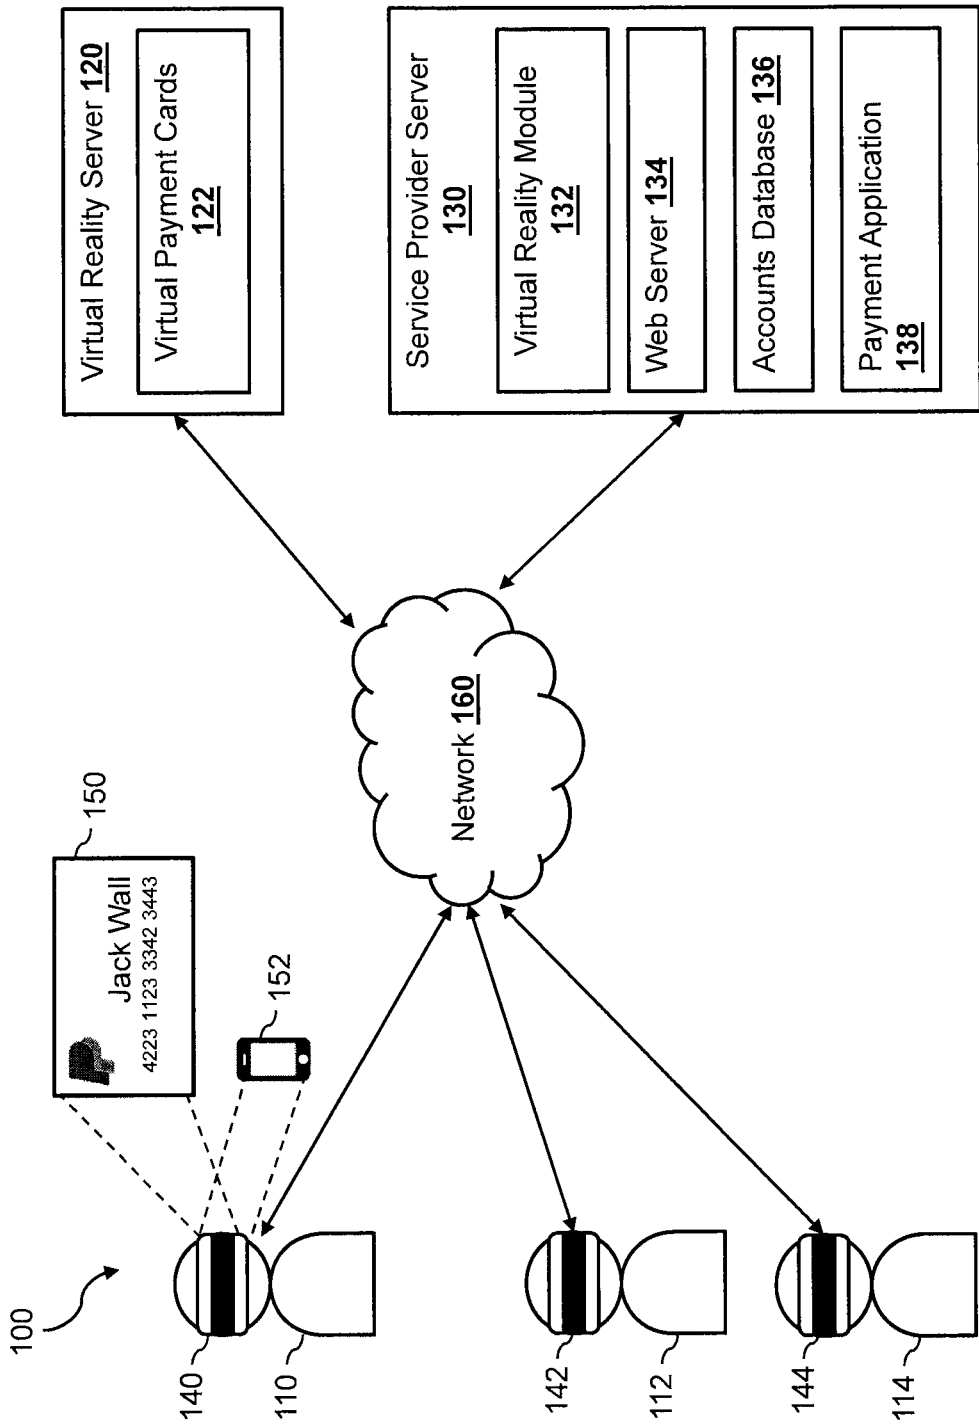 100
140
110
142
112
144
114
150
Jack Wall
4223 1123 3342 3443
152
Network 160
Virtual Reality Server 120
Virtual Payment Cards
122
Service Provider Server
130
Virtual Reality Module
132
Web Server 134
Accounts Database 136
Payment Application
138